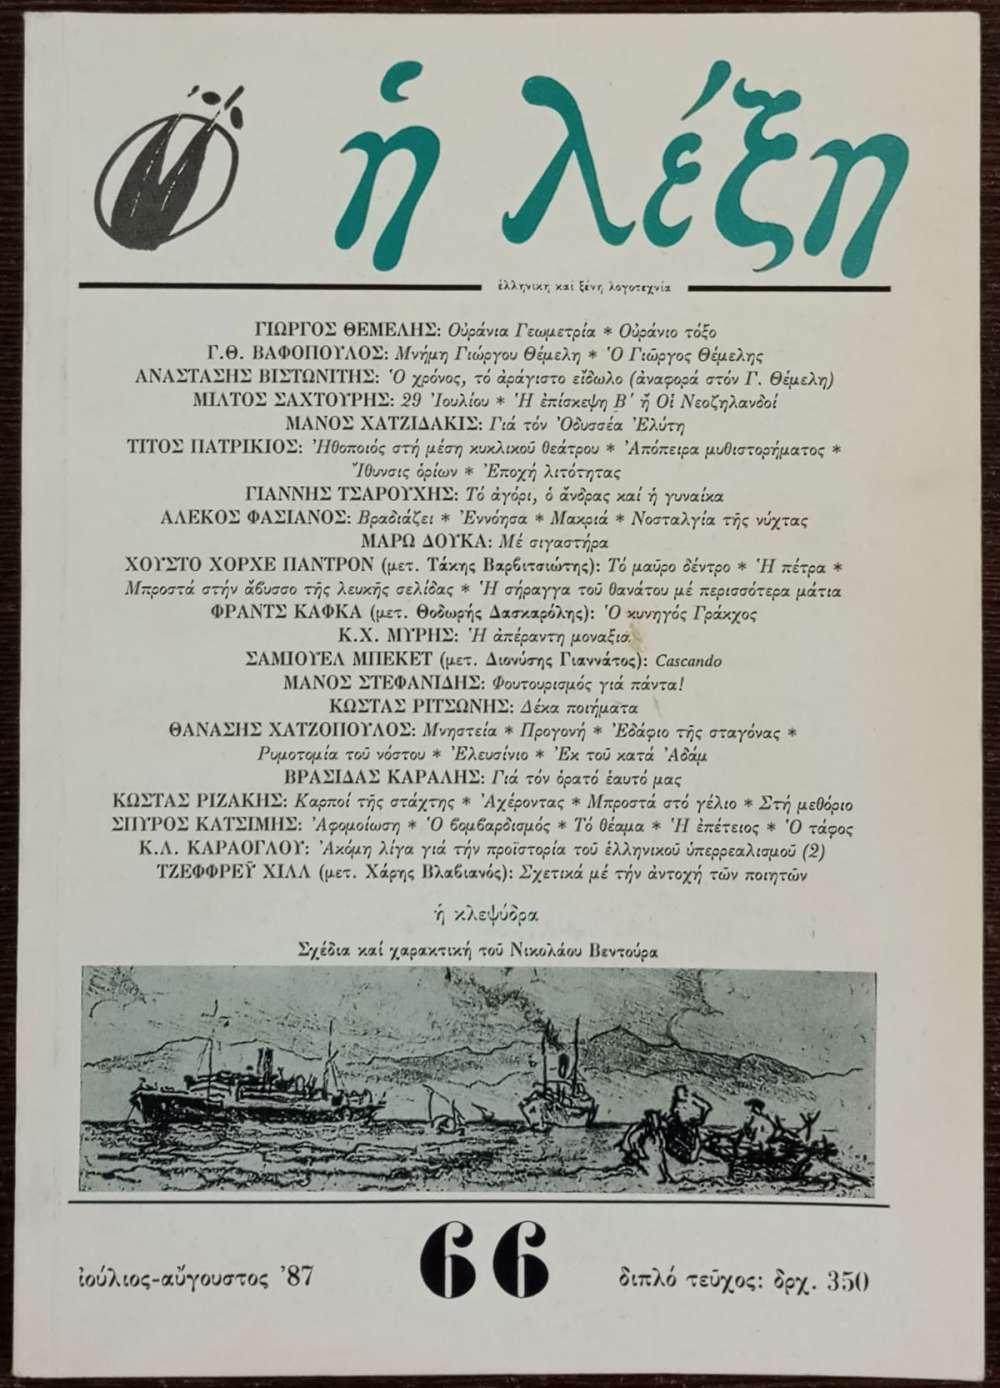 ἡ λέξη
ἑλληνική καί ξένη λογοτεχνία
ΓΙΩΡΓΟΣ ΘΕΜΕΛΗΣ: Οὐράνια Γεωμετρία * Οὐράνιο τόξο
Γ.Θ. ΒΑΦΟΠΟΥΛΟΣ: Μνήμη Γιώργου Θέμελη * Ὁ Γιῶργος Θέμελης
ΑΝΑΣΤΑΣΗΣ ΒΙΣΤΩΝΙΤΗΣ: Ὁ χρόνος, τό ἀράγιστο εἴδωλο (ἀναφορά στόν Γ. Θέμελη)
ΜΙΛΤΟΣ ΣΑΧΤΟΥΡΗΣ: 29 Ἰουλίου * Ἡ ἐπίσκεψη Β' ἤ Οἱ Νεοζηλανδοί
ΜΑΝΟΣ ΧΑΤΖΙΔΑΚΙΣ: Γιά τόν Ὀδυσσέα Ἐλύτη
ΤΙΤΟΣ ΠΑΤΡΙΚΙΟΣ: Ἠθοποιός στή μέση κυκλικοῦ θεάτρου * Ἀπόπειρα μυθιστορήματος *
Ἴθυνσις ὁρίων * Ἐποχή λιτότητας
ΓΙΑΝΝΗΣ ΤΣΑΡΟΥΧΗΣ: Τό ἀγόρι, ὁ ἄνδρας καί ἡ γυναίκα
ΑΛΕΚΟΣ ΦΑΣΙΑΝΟΣ: Βραδιάζει * Ἐννόησα * Μακριά * Νοσταλγία τῆς νύχτας
ΜΑΡΩ ΔΟΥΚΑ: Μέ σιγαστήρα
ΧΟΥΣΤΟ ΧΟΡΧΕ ΠΑΝΤΡΟΝ (μετ. Τάκης Βαρβιτσιώτης): Τό μαῦρο δέντρο * Ἡ πέτρα *
Μπροστά στήν ἄβυσσο τῆς λευκῆς σελίδας * Ἡ σήραγγα τοῦ θανάτου μέ περισσότερα μάτια
ΦΡΑΝΤΣ ΚΑΦΚΑ (μετ. Θοδωρής Δασκαρόλης): Ὁ κυνηγός Γράκχος
Κ.Χ. ΜΥΡΗΣ: Ἡ ἀπέραντη μοναξιά
ΣΑΜΙΟΥΕΛ ΜΠΕΚΕΤ (μετ. Διονύσης Γιαννάτος): Cascando
ΜΑΝΟΣ ΣΤΕΦΑΝΙΔΗΣ: Φουτουρισμός γιά πάντα!
ΚΩΣΤΑΣ ΡΙΤΣΩΝΗΣ: Δέκα ποιήματα
ΘΑΝΑΣΗΣ ΧΑΤΖΟΠΟΥΛΟΣ: Μνηστεία * Προγονή * Ἐδάφιο τῆς σταγόνας *
Ρυμοτομία τοῦ νόστου * Ἐλευσίνιο * Ἐκ τοῦ κατά Ἀδάμ
ΒΡΑΣΙΔΑΣ ΚΑΡΑΛΗΣ: Γιά τόν ὁρατό ἑαυτό μας
ΚΩΣΤΑΣ ΡΙΖΑΚΗΣ: Καρποί τῆς στάχτης * Ἀχέροντας * Μπροστά στό γέλιο * Στή μεθόριο
ΣΠΥΡΟΣ ΚΑΤΣΙΜΗΣ: Ἀφομοίωση * Ὁ βομβαρδισμός * Τό θέαμα * Ἡ ἐπέτειος * Ὁ τάφος
Κ.Λ. ΚΑΡΑΟΓΛΟΥ: Ἀκόμη λίγα γιά τήν προϊστορία τοῦ ἑλληνικοῦ ὑπερρεαλισμοῦ (2)
ΤΖΕΦΦΡΕΫ ΧΙΛΛ (μετ. Χάρης Βλαβιανός): Σχετικά μέ τήν ἀντοχή τῶν ποιητῶν
ἡ κλεψύδρα
Σχέδια καί χαρακτική τοῦ Νικολάου Βεντούρα
ἰούλιος-αὔγουστος '87
66
διπλό τεῦχος: δρχ. 350